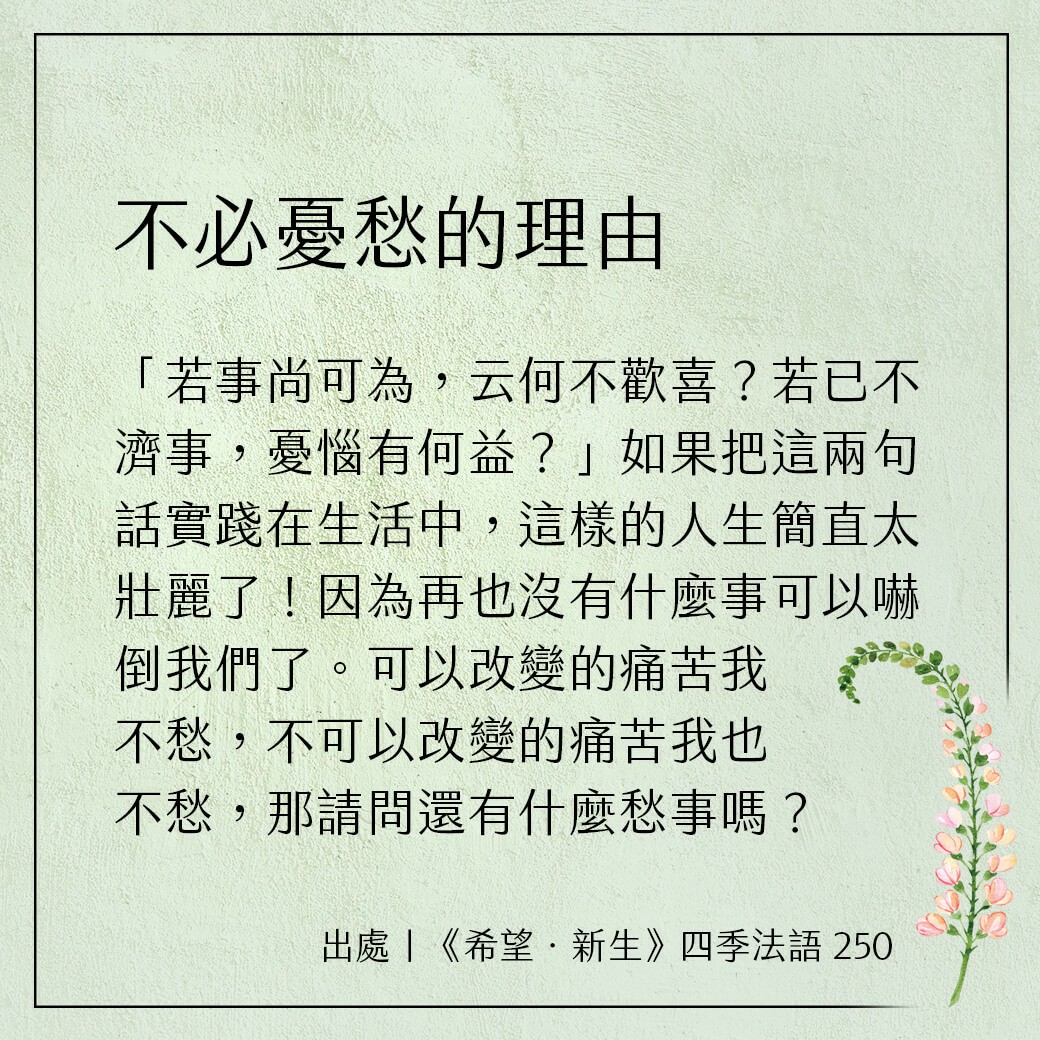 不必憂愁的理由
「若事尚可為，云何不歡喜？若已不
濟事，憂惱有何益？」如果把這兩句
話實踐在生活中，這樣的人生簡直太
壯麗了！因為再也沒有什麼事可以嚇
倒我們了。可以改變的痛苦我
不愁，不可以改變的痛苦我也
不愁，那請問還有什麼愁事嗎？
出處｜《希望．新生》四季法語 250